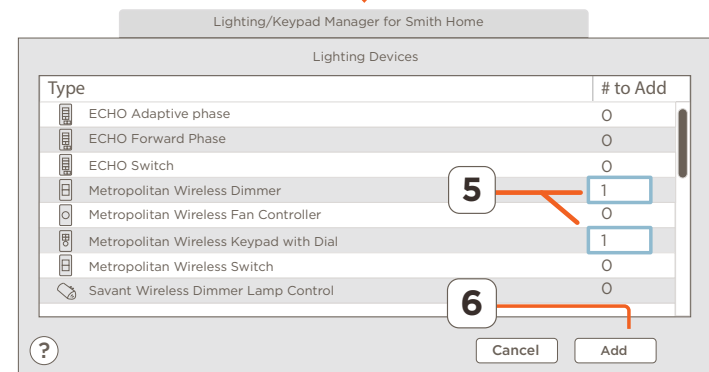 Lighting/Keypad Manager for Smith Home
Lighting Devices
Type # to Add
ECHO Adaptive phase 0
ECHO Forward Phase 0
ECHO Switch 0
Metropolitan Wireless Dimmer 5 1
Metropolitan Wireless Fan Controller 0
Metropolitan Wireless Keypad with Dial 1
Metropolitan Wireless Switch 0
Savant Wireless Dimmer Lamp Control 0
6
? Cancel Add